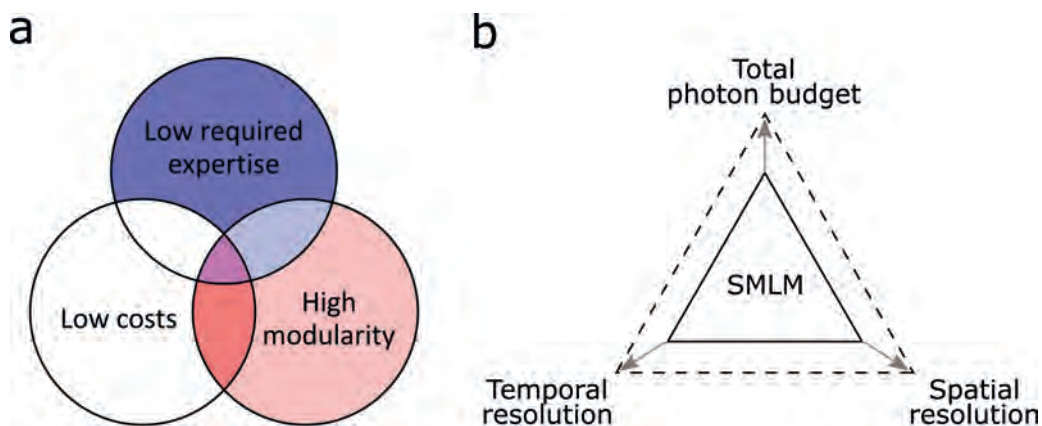 a
Low required
expertise
Low costs
High
modularity
b
Total
photon budget
SMLM
Temporal
resolution
Spatial
resolution